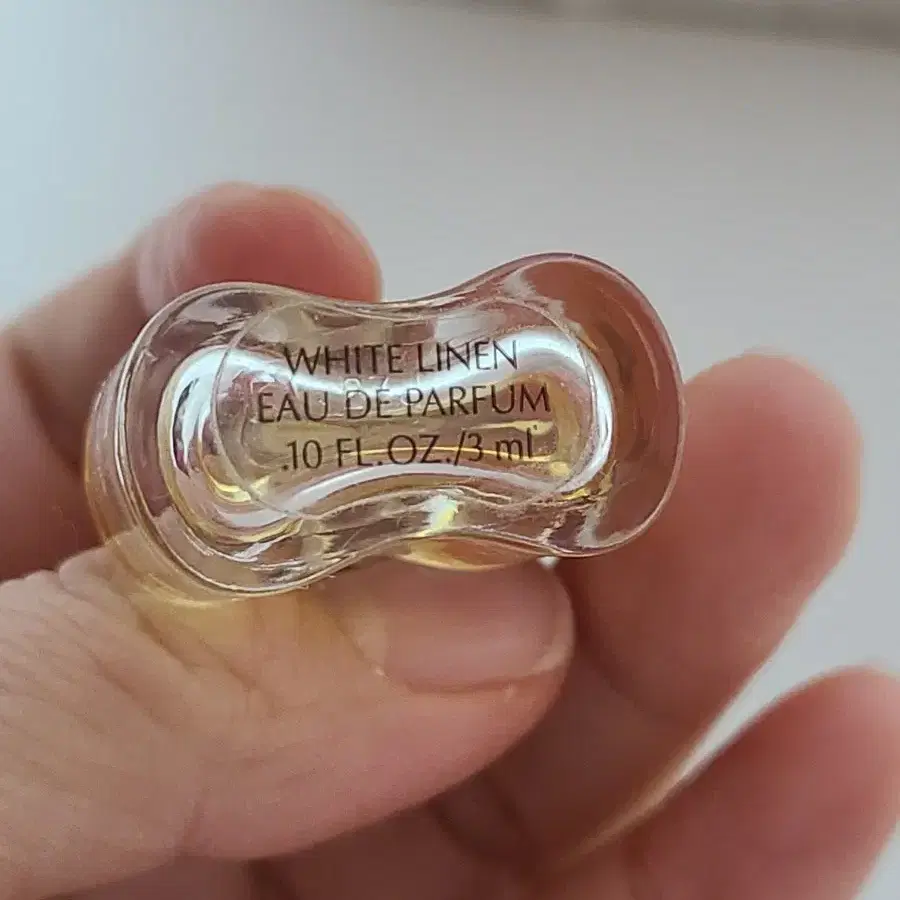 WHITE LINEN
EAU DE PARFUM
.10 FL.OZ./3 ml